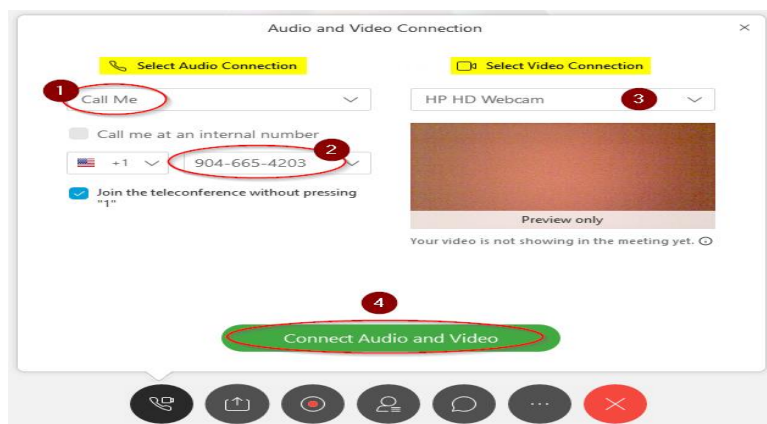 Audio and Video Connection
Select Audio Connection
Select Video Connection
1
Call Me
HP HD Webcam
3
Call me at an internal number
2
+1
904-665-4203
Join the teleconference without pressing
"1"
Preview only
Your video is not showing in the meeting yet.
4
Connect Audio and Video